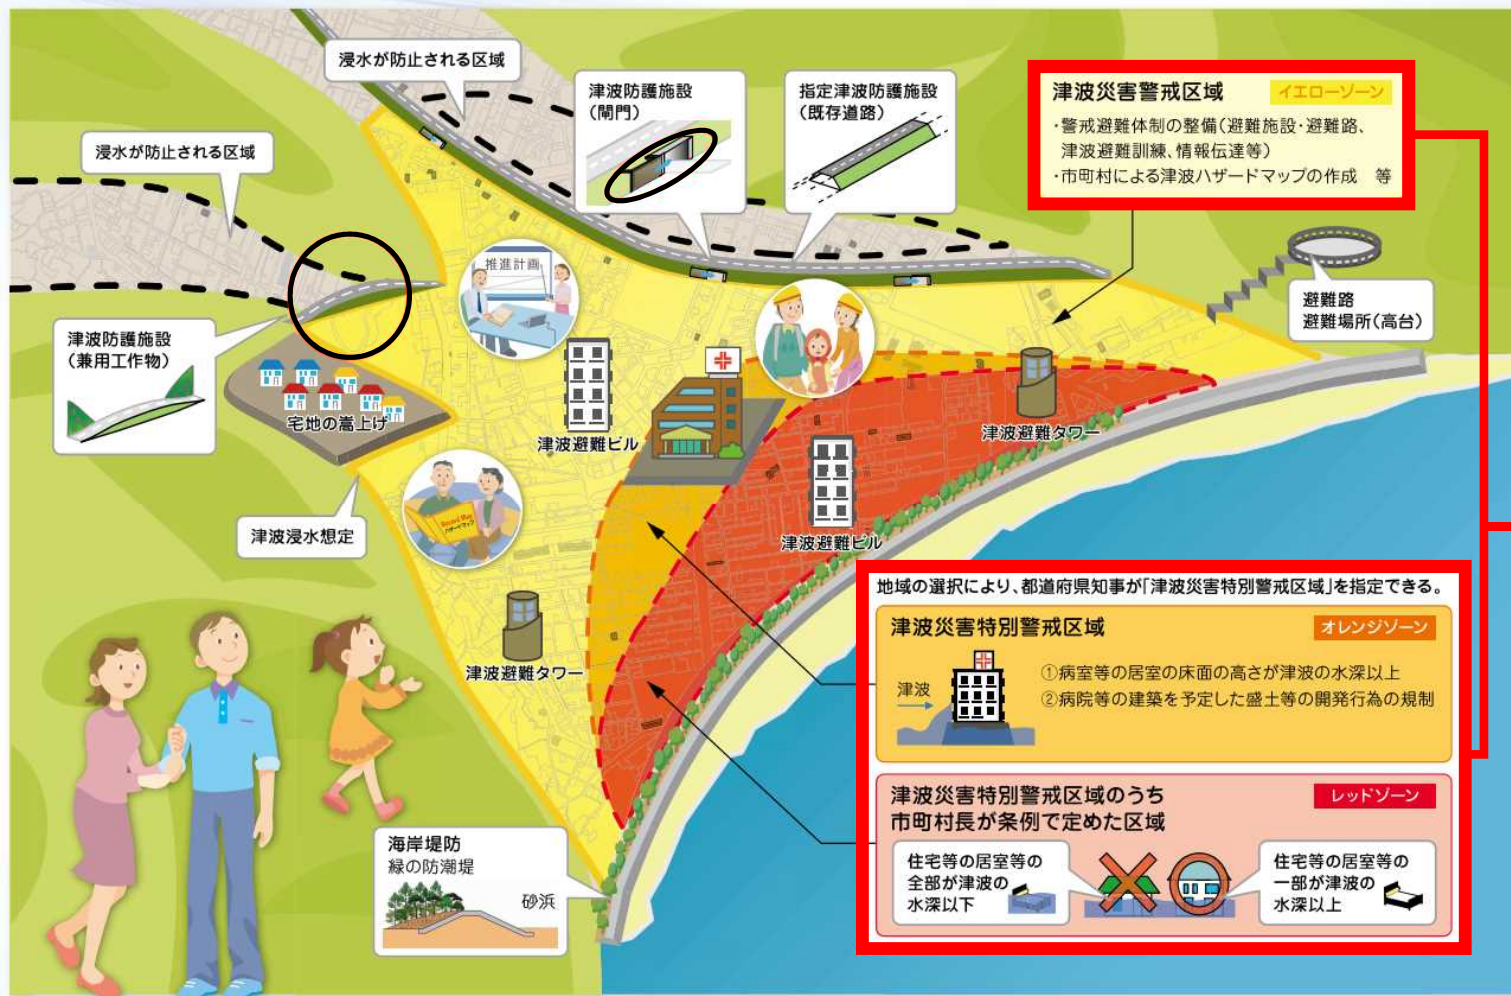 浸水が防止される区域
浸水が防止される区域
津波防護施設
(閘門)
指定津波防護施設
(既存道路)
津波災害警戒区域
イエローゾーン
・警戒避難体制の整備(避難施設・避難路、
津波避難訓練、情報伝達等)
・市町村による津波ハザードマップの作成　等
推進計画
避難路
避難場所(高台)
津波防護施設
(兼用工作物)
宅地の嵩上げ
津波避難ビル
津波避難タワー
津波避難ビル
津波浸水想定
ハザードマップ
津波避難タワー
地域の選択により、都道府県知事が「津波災害特別警戒区域」を指定できる。
津波災害特別警戒区域
オレンジゾーン
津波
①病室等の居室の床面の高さが津波の水深以上
②病院等の建築を予定した盛土等の開発行為の規制
津波災害特別警戒区域のうち
市町村長が条例で定めた区域
レッドゾーン
住宅等の居室等の
全部が津波の
水深以下
住宅等の居室等の
一部が津波の
水深以上
海岸堤防
緑の防潮堤
砂浜